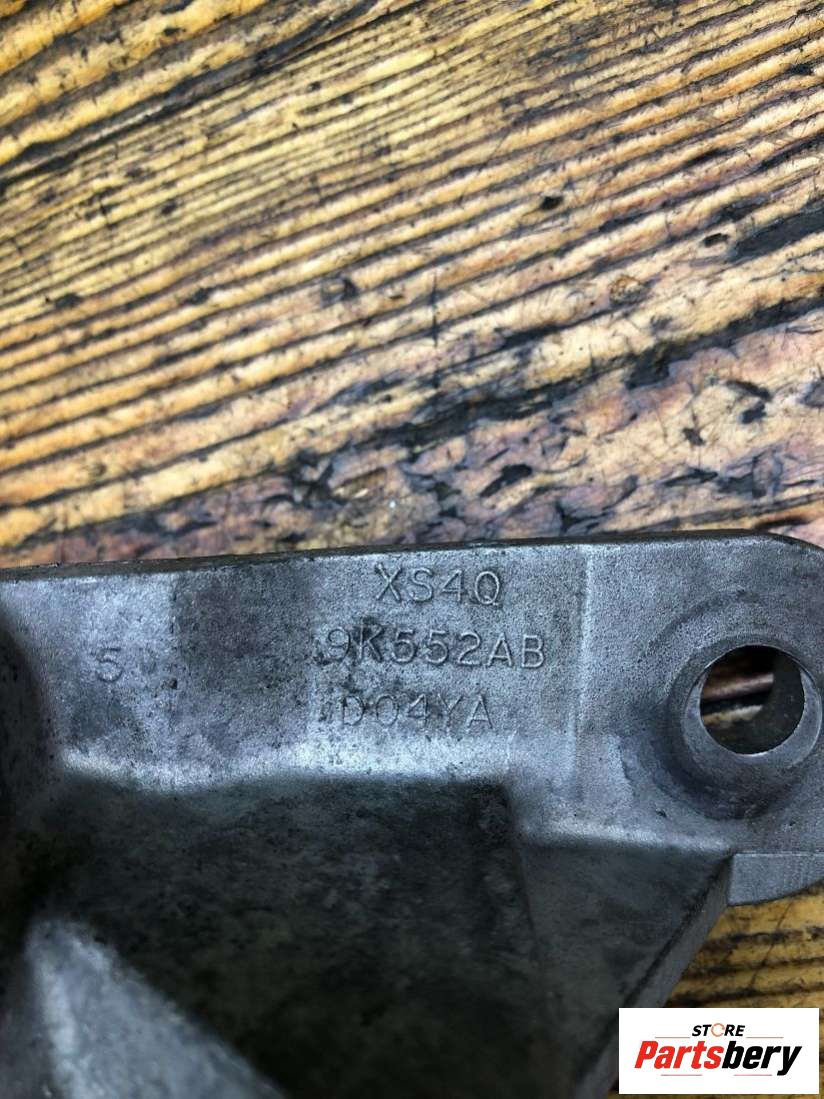 XS4Q
5
9K552AB
D04YA
STORE
Partsbery